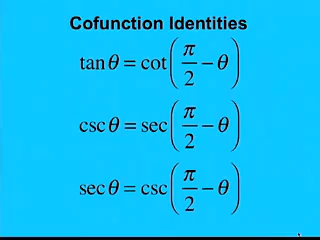 Cofunction Identities
tan θ = cot(π/2 − θ)
csc θ = sec(π/2 − θ)
sec θ = csc(π/2 − θ)